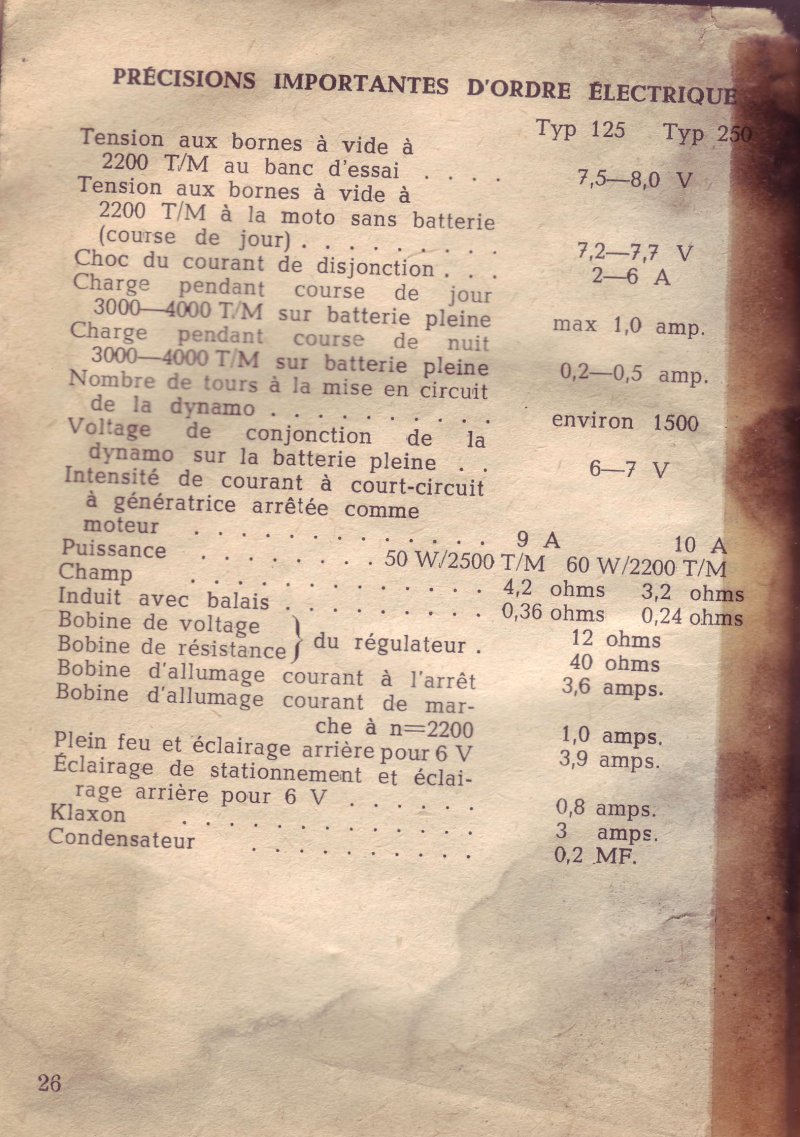 PRÉCISIONS IMPORTANTES D'ORDRE ÉLECTRIQUE
Typ 125 Typ 250
Tension aux bornes à vide à
2200 T/M au banc d'essai . . . . 7,5—8,0 V
Tension aux bornes à vide à
2200 T/M à la moto sans batterie
(course de jour) . . . . . . . . . 7,2—7,7 V
Choc du courant de disjonction . . . 2—6 A
Charge pendant course de jour
3000—4000 T/M sur batterie pleine max 1,0 amp.
Charge pendant course de nuit
3000—4000 T/M sur batterie pleine 0,2—0,5 amp.
Nombre de tours à la mise en circuit
de la dynamo . . . . . . . . . . environ 1500
Voltage de conjonction de la
dynamo sur la batterie pleine . . 6—7 V
Intensité de courant à court-circuit
à génératrice arrêtée comme
moteur . . . . . . . . . . . . . 9 A 10 A
Puissance . . . . . . . . 50 W/2500 T/M 60 W/2200 T/M
Champ . . . . . . . . . . . . . 4,2 ohms 3,2 ohms
Induit avec balais . . . . . . . . . 0,36 ohms 0,24 ohms
Bobine de voltage } du régulateur . 12 ohms
Bobine de résistance } 40 ohms
Bobine d'allumage courant à l'arrêt 3,6 amps.
Bobine d'allumage courant de mar-
che à n=2200 1,0 amps.
Plein feu et éclairage arrière pour 6 V 3,9 amps.
Éclairage de stationnement et éclai-
rage arrière pour 6 V . . . . . . 0,8 amps.
Klaxon . . . . . . . . . . . . . 3 amps.
Condensateur . . . . . . . . . . 0,2 MF.
26